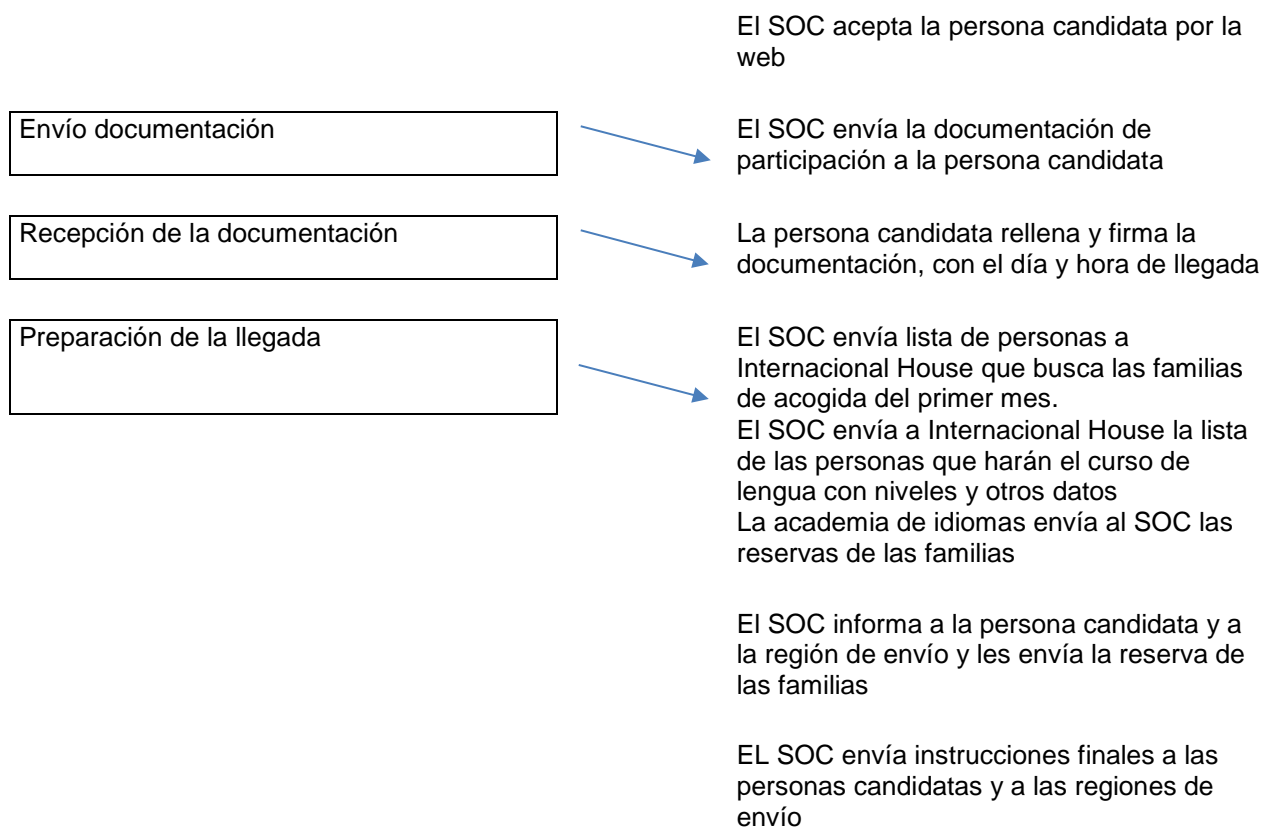 El SOC acepta la persona candidata por la
web
Envío documentación
El SOC envía la documentación de
participación a la persona candidata
Recepción de la documentación
La persona candidata rellena y firma la
documentación, con el día y hora de llegada
Preparación de la llegada
El SOC envía lista de personas a
Internacional House que busca las familias
de acogida del primer mes.
El SOC envía a Internacional House la lista
de las personas que harán el curso de
lengua con niveles y otros datos
La academia de idiomas envía al SOC las
reservas de las familias
El SOC informa a la persona candidata y a
la región de envío y les envía la reserva de
las familias
EL SOC envía instrucciones finales a las
personas candidatas y a las regiones de
envío